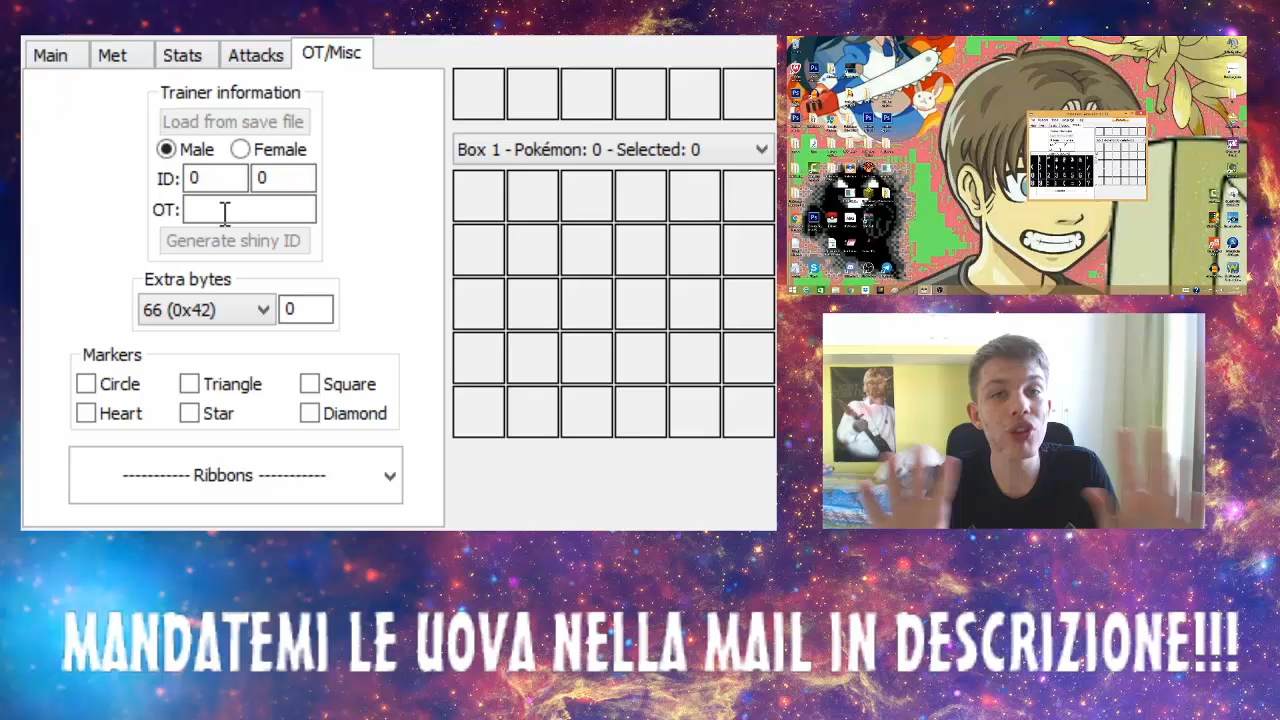 Main Met Stats Attacks OT/Misc
Trainer information
Load from save file
Male Female
ID: 0 0
OT:
Generate shiny ID
Extra bytes
66 (0x42) 0
Markers
Circle Triangle Square
Heart Star Diamond
----------- Ribbons -----------
Box 1 - Pokémon: 0 - Selected: 0
MANDATEMI LE UOVA NELLA MAIL IN DESCRIZIONE!!!